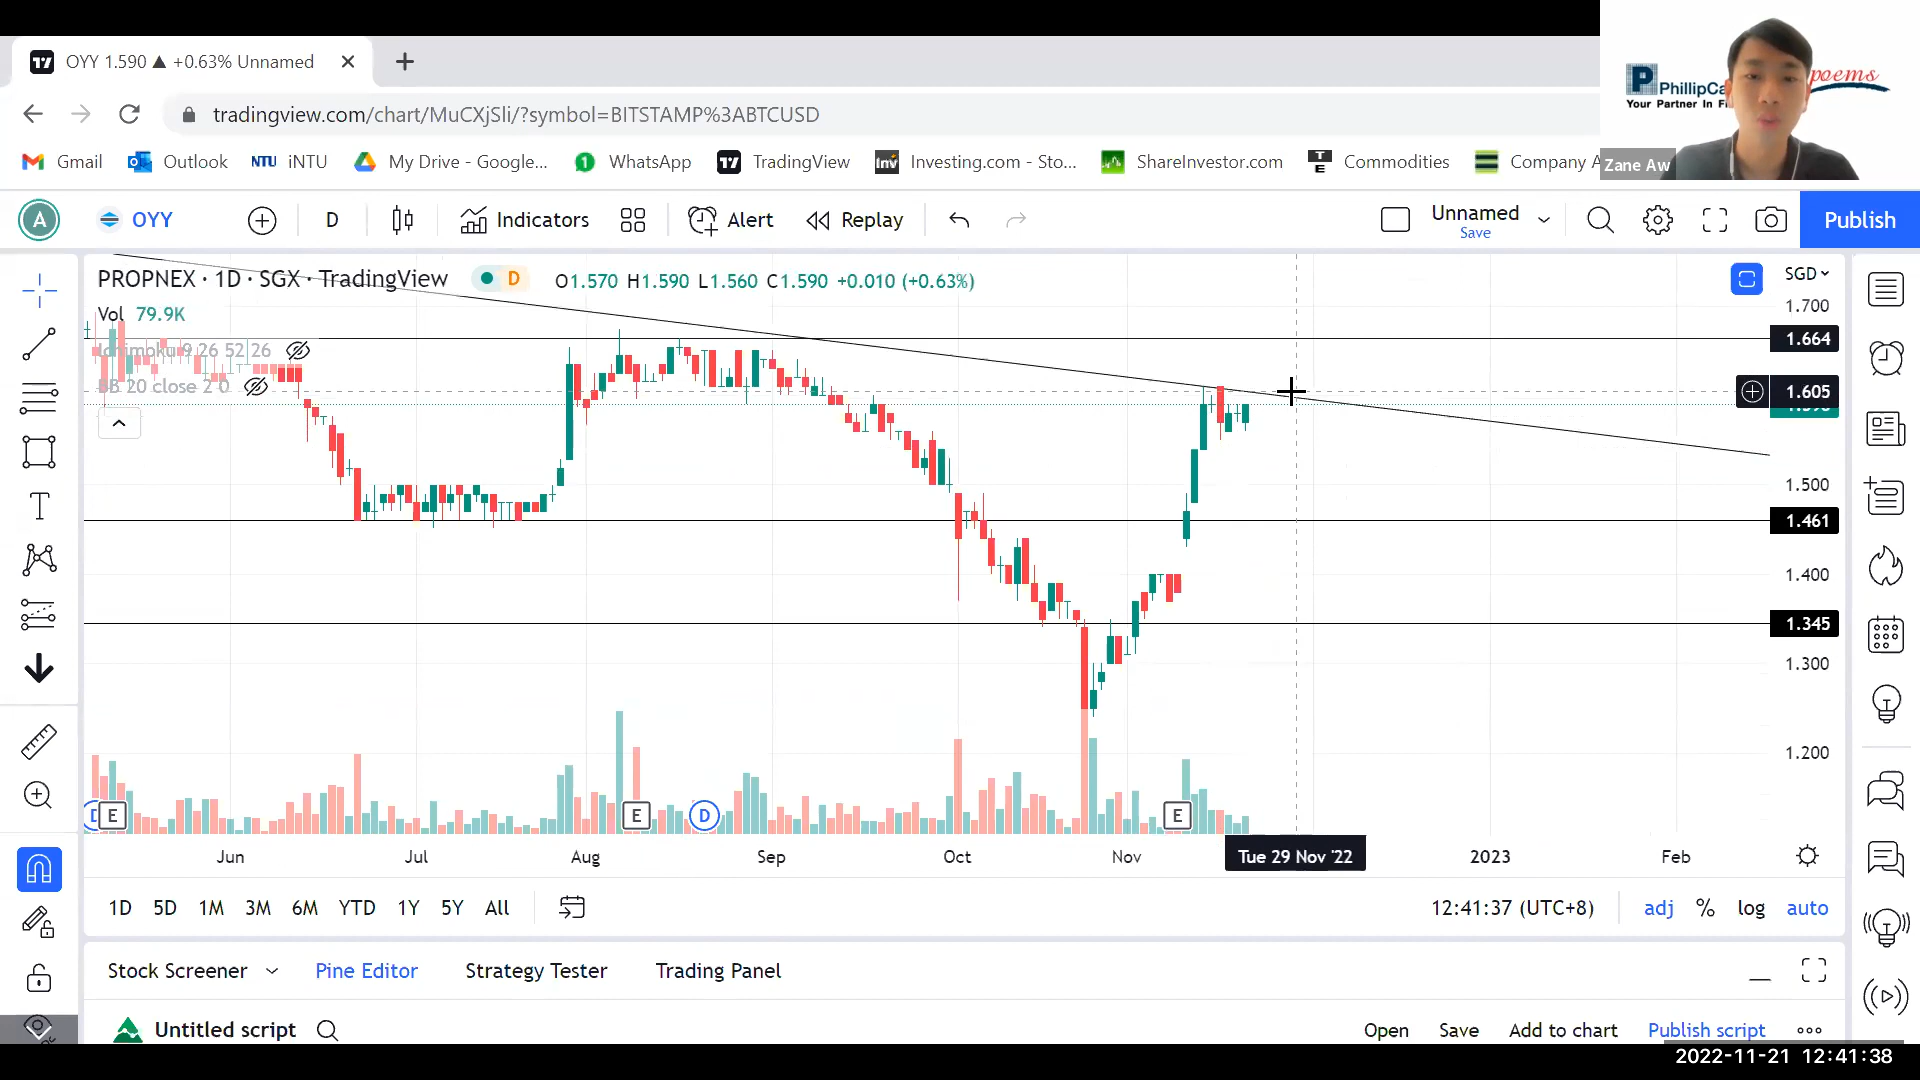 OYY 1.590 ▲ +0.63% Unnamed
tradingview.com/chart/MuCXjSli/?symbol=BITSTAMP%3ABTCUSD
PhillipCa
poems
Your Partner In F
Zane Aw
Gmail
Outlook
NTU iNTU
My Drive - Google...
WhatsApp
TradingView
Inv Investing.com - Sto...
ShareInvestor.com
TE Commodities
Company A
A
OYY
D
Indicators
Alert
Replay
Unnamed
Save
Publish
PROPNEX · 1D · SGX · TradingView
D
O1.570 H1.590 L1.560 C1.590 +0.010 (+0.63%)
SGD
Vol 79.9K
Ichimoku 9 26 52 26
BB 20 close 2 0
1.700
1.664
1.605
1.500
1.461
1.400
1.345
1.300
1.200
D E E D E
Jun Jul Aug Sep Oct Nov Tue 29 Nov '22 2023 Feb
1D 5D 1M 3M 6M YTD 1Y 5Y All
12:41:37 (UTC+8)
adj % log auto
Stock Screener
Pine Editor
Strategy Tester
Trading Panel
Untitled script
Open Save Add to chart Publish script
2022-11-21 12:41:38